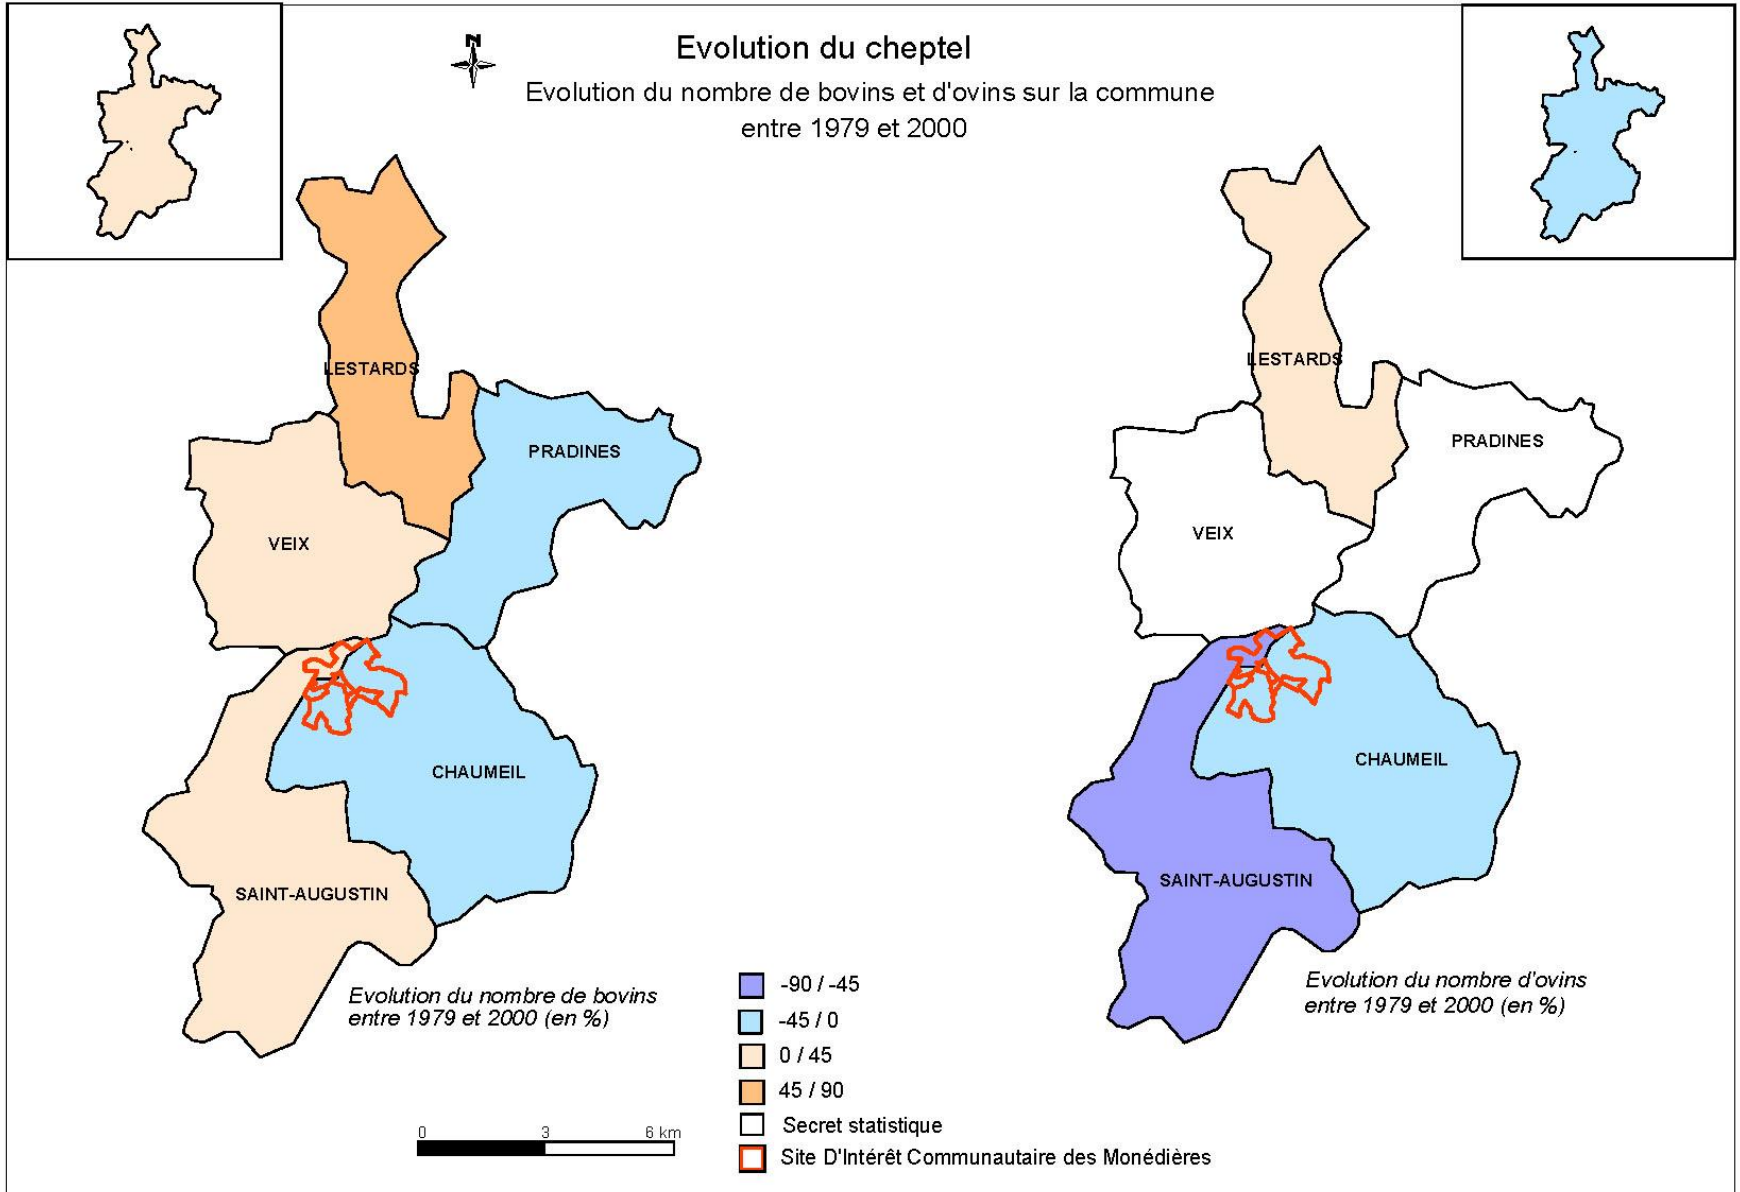 N
Evolution du cheptel
Evolution du nombre de bovins et d'ovins sur la commune
entre 1979 et 2000
LESTARDS
PRADINES
VEIX
CHAUMEIL
SAINT-AUGUSTIN
Evolution du nombre de bovins
entre 1979 et 2000 (en %)
LESTARDS
PRADINES
VEIX
CHAUMEIL
SAINT-AUGUSTIN
Evolution du nombre d'ovins
entre 1979 et 2000 (en %)
-90 / -45
-45 / 0
0 / 45
45 / 90
Secret statistique
Site D'Intérêt Communautaire des Monédières
0 3 6 km